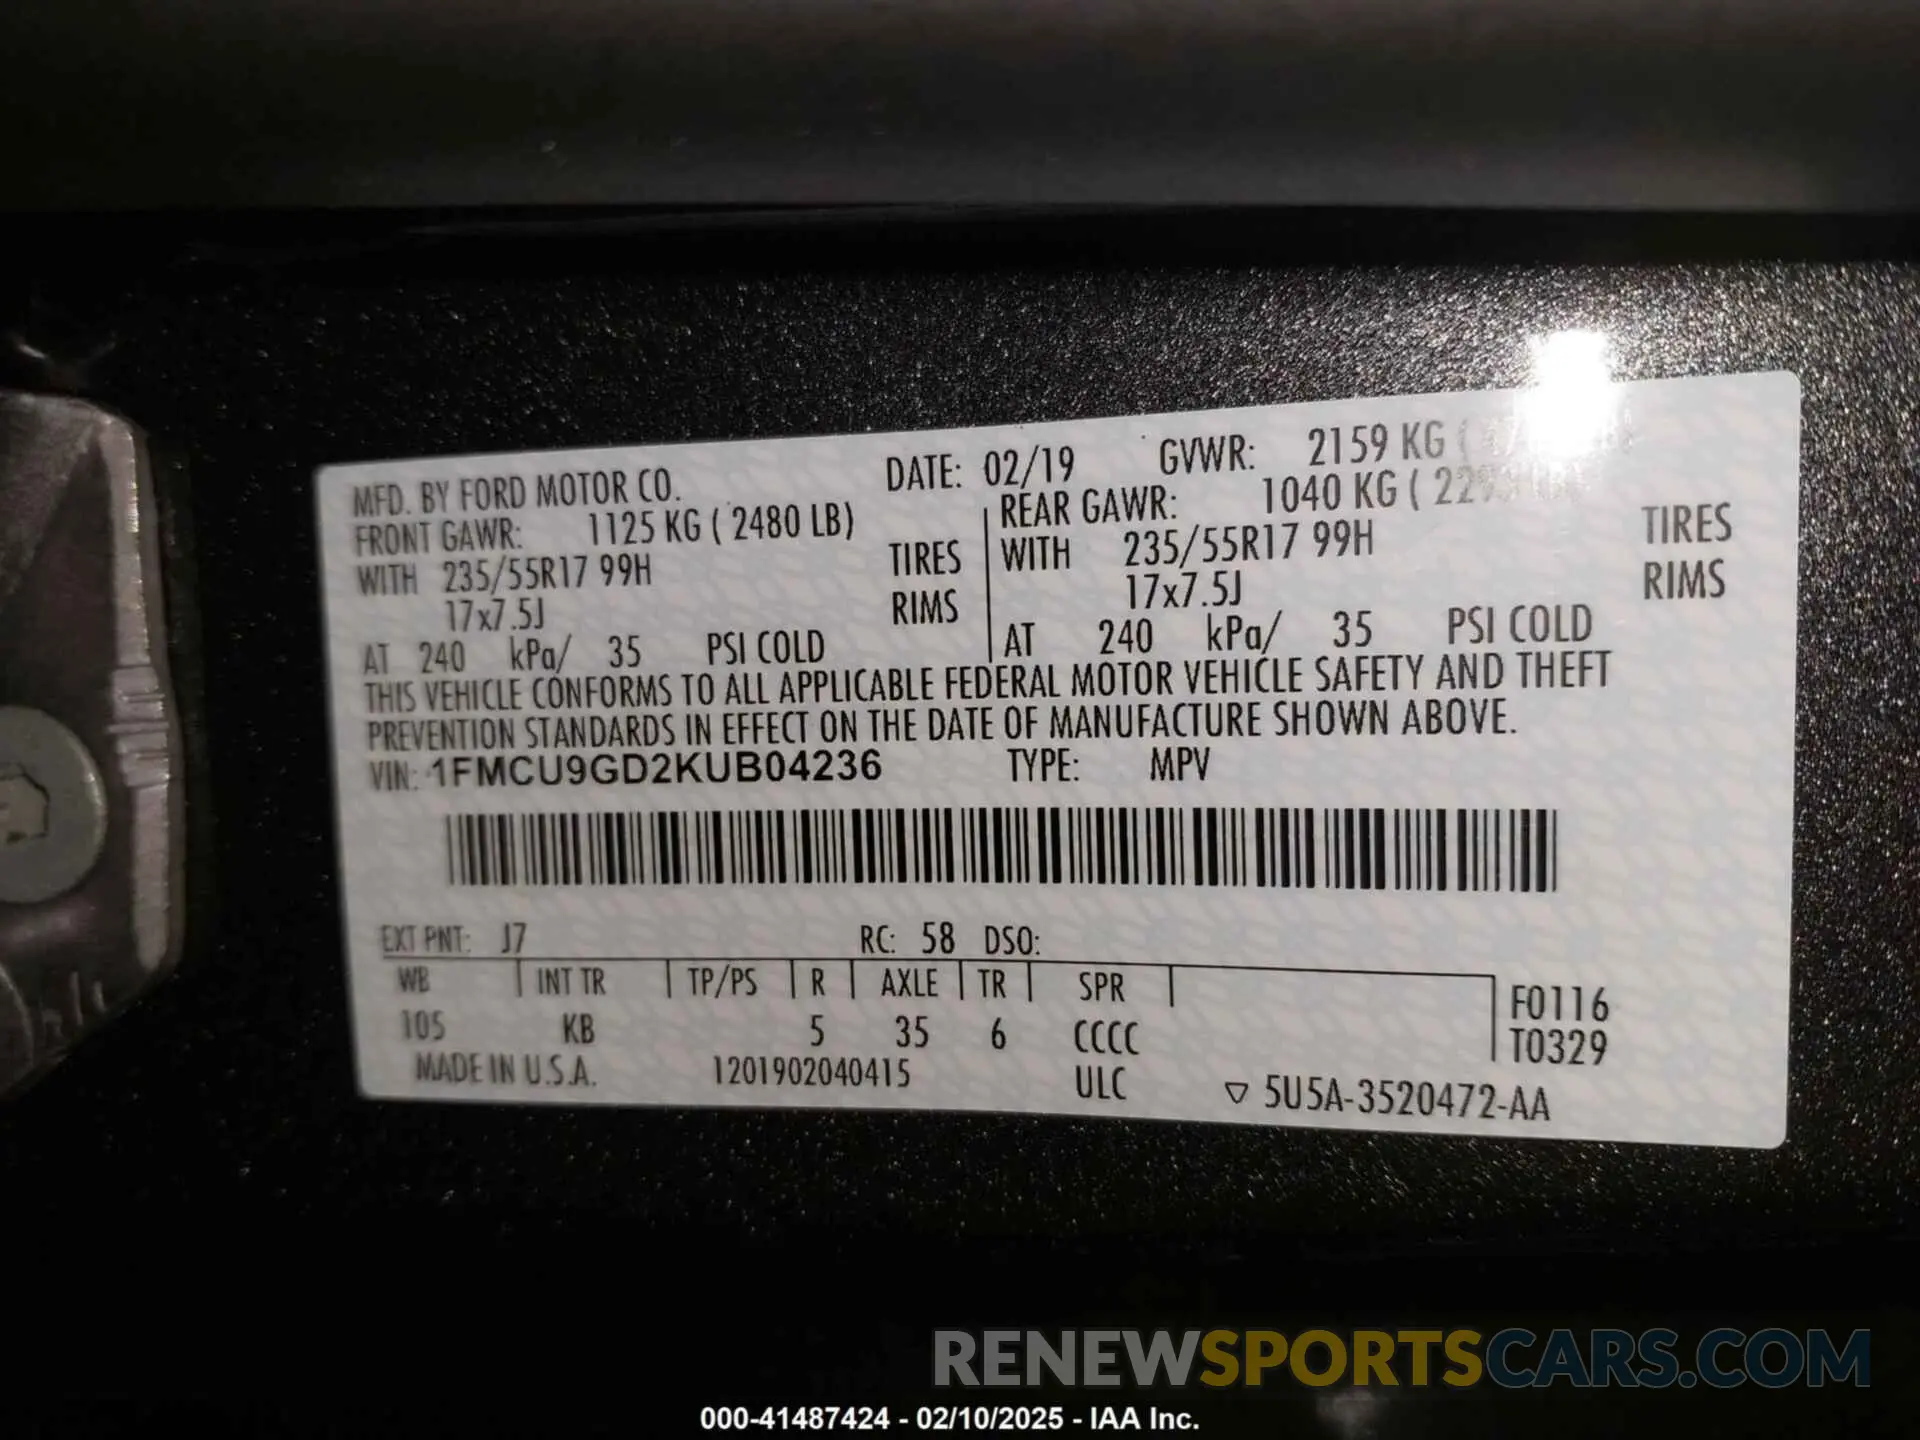 MFD. BY FORD MOTOR CO. DATE: 02/19 GVWR: 2159 KG (
FRONT GAWR: 1125 KG ( 2480 LB) REAR GAWR: 1040 KG (
WITH 235/55R17 99H TIRES WITH 235/55R17 99H TIRES
17x7.5J RIMS 17x7.5J RIMS
AT 240 kPa/ 35 PSI COLD AT 240 kPa/ 35 PSI COLD
THIS VEHICLE CONFORMS TO ALL APPLICABLE FEDERAL MOTOR VEHICLE SAFETY AND THEFT
PREVENTION STANDARDS IN EFFECT ON THE DATE OF MANUFACTURE SHOWN ABOVE.
VIN: 1FMCU9GD2KUB04236 TYPE: MPV
EXT PNT: J7 RC: 58 DSO:
WB INT TR TP/PS R AXLE TR SPR F0116
105 KB 5 35 6 CCCC T0329
MADE IN U.S.A. 1201902040415 ULC ▽ 5U5A-3520472-AA
RENEWSPORTSCARS.COM
000-41487424 - 02/10/2025 - IAA Inc.